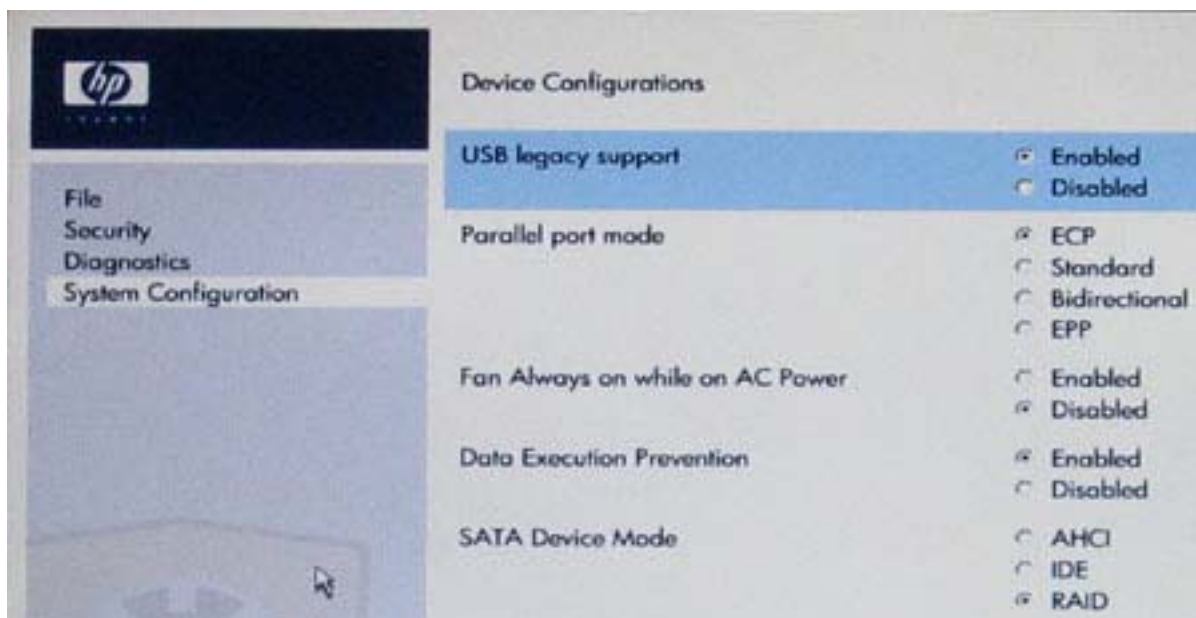 hp
invent
File
Security
Diagnostics
System Configuration
Device Configurations
USB legacy support
Enabled
Disabled
Parallel port mode
ECP
Standard
Bidirectional
EPP
Fan Always on while on AC Power
Enabled
Disabled
Data Execution Prevention
Enabled
Disabled
SATA Device Mode
AHCI
IDE
RAID